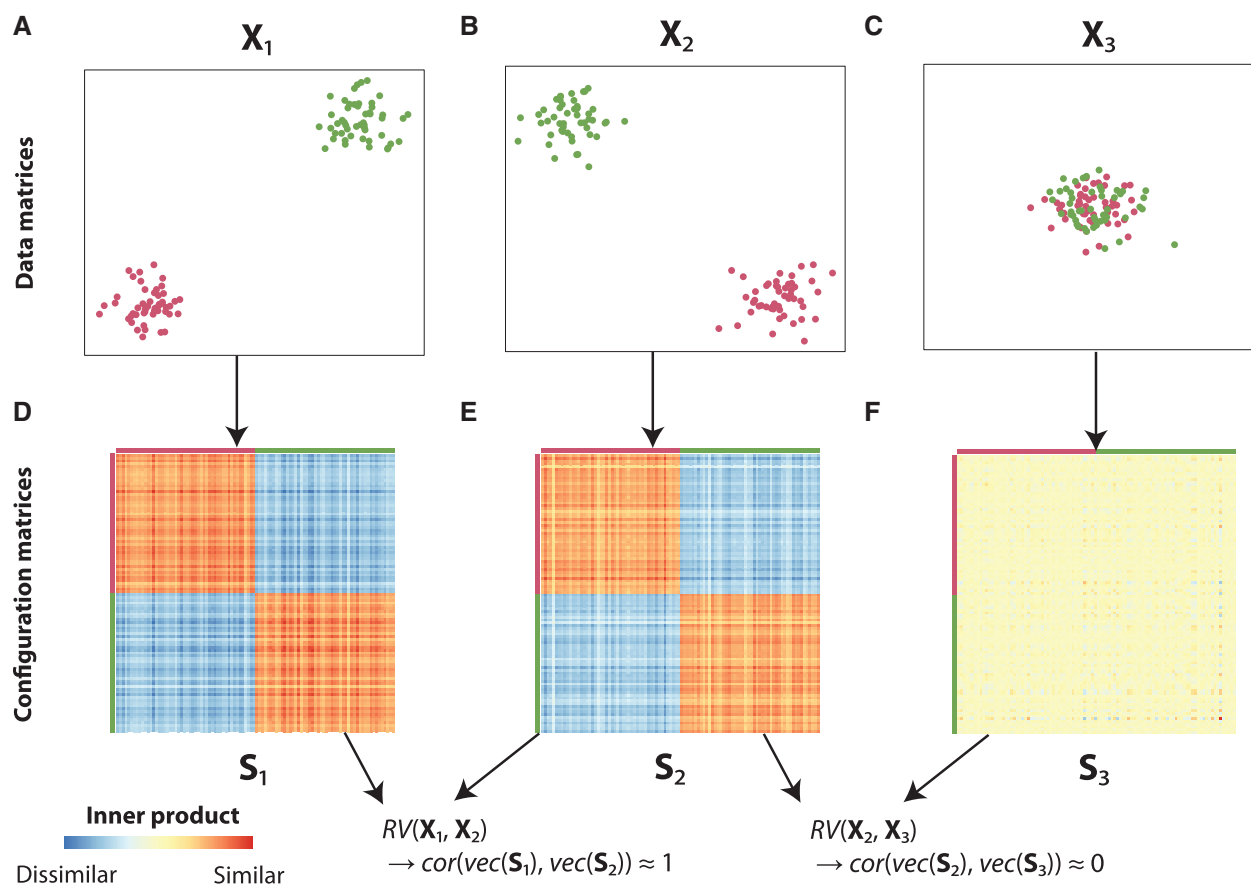 A
X1
B
X2
C
X3
Data matrices
D
E
F
Configuration matrices
S1
S2
S3
Inner product
Dissimilar
Similar
RV(X1, X2)
→ cor(vec(S1), vec(S2)) ≈ 1
RV(X2, X3)
→ cor(vec(S2), vec(S3)) ≈ 0